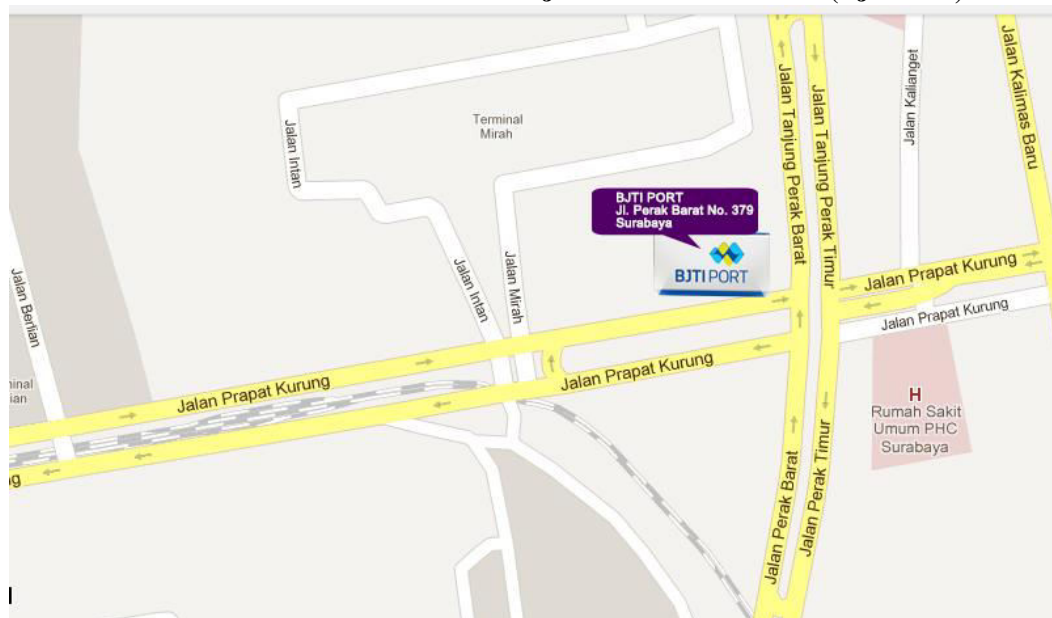 Jalan Tanjung Perak Barat
Jalan Tanjung Perak Timur
Jalan Kalianget
Jalan Kalimas Baru
Jalan Intan
Terminal
Mirah
BJTI PORT
Jl. Perak Barat No. 379
Surabaya
BJTI PORT
Jalan Berlian
Jalan Intan
Jalan Mirah
Jalan Prapat Kurung
Jalan Prapat Kurung
Jalan Prapat Kurung
Jalan Prapat Kurung
H
Rumah Sakit
Umum PHC
Surabaya
Jalan Perak Barat
Jalan Perak Timur